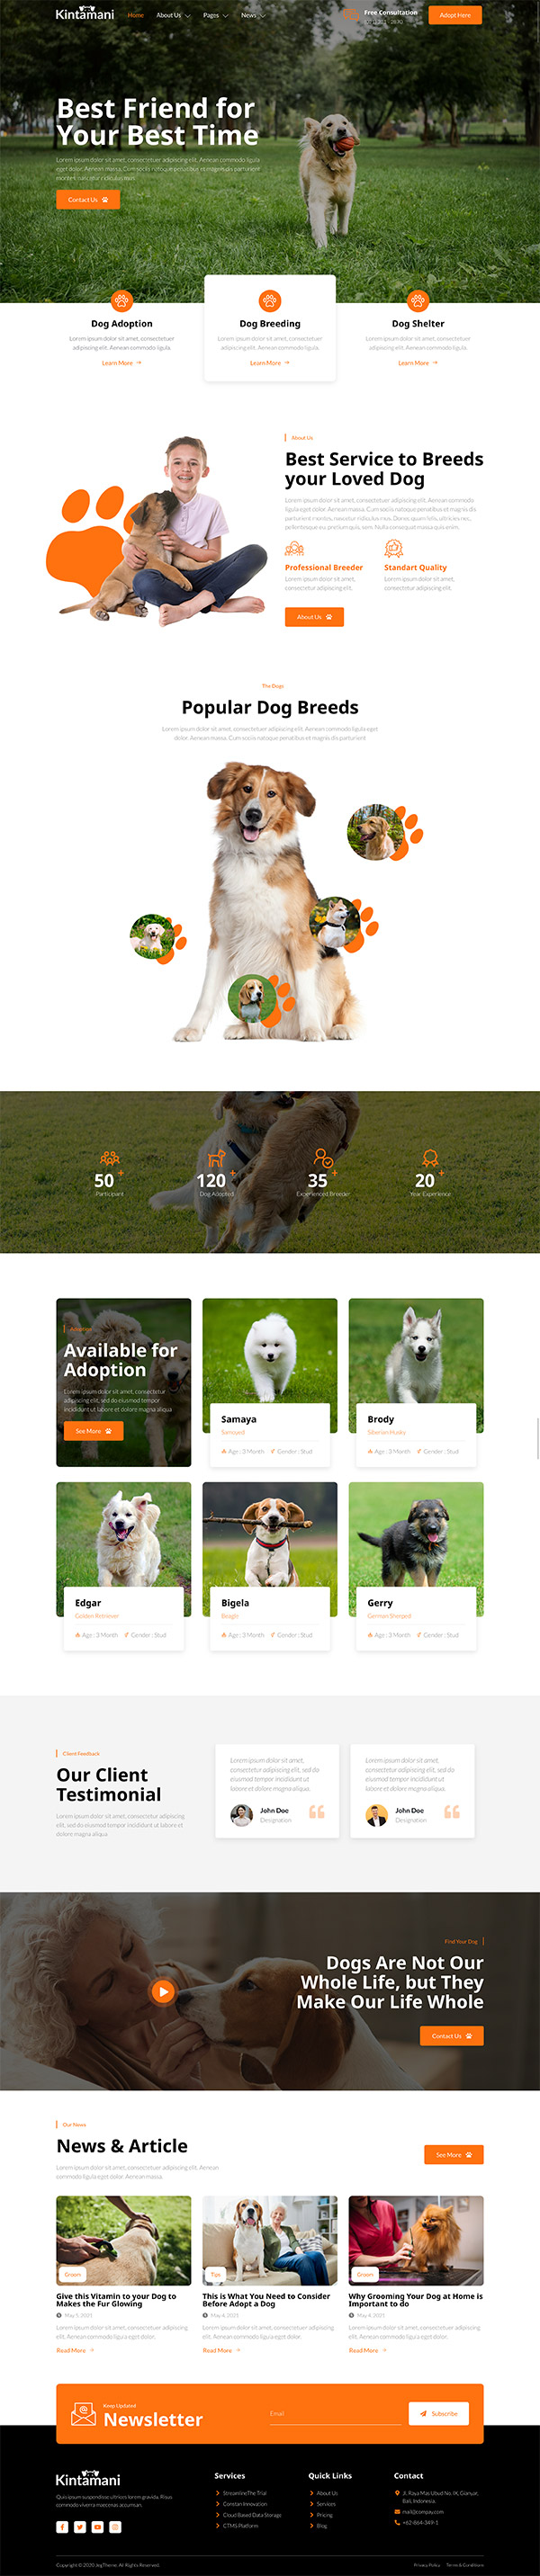 Kintamani
Home
About Us
Pages
News
Free Consultation
Adopt Here
Best Friend for
Your Best Time
Lorem ipsum dolor sit amet, consectetuer adipiscing elit. Aenean commodo ligula
eget dolor. Aenean massa. Cum sociis natoque penatibus et magnis dis parturient
montes, nascetur ridiculus mus.
Contact Us
Dog Adoption
Lorem ipsum dolor sit amet, consectetuer
adipiscing elit. Aenean commodo ligula.
Learn More
Dog Breeding
Lorem ipsum dolor sit amet, consectetuer
adipiscing elit. Aenean commodo ligula.
Learn More
Dog Shelter
Lorem ipsum dolor sit amet, consectetuer
adipiscing elit. Aenean commodo ligula.
Learn More
About Us
Best Service to Breeds
your Loved Dog
Lorem ipsum dolor sit amet, consectetuer adipiscing elit. Aenean commodo
ligula eget dolor. Aenean massa. Cum sociis natoque penatibus et magnis dis
parturient montes, nascetur ridiculus mus. Donec quam felis, ultricies nec,
pellentesque eu, pretium quis, sem. Nulla consequat massa quis enim.
Professional Breeder
Lorem ipsum dolor sit amet,
consectetur adipiscing elit.
Standart Quality
Lorem ipsum dolor sit amet,
consectetur adipiscing elit.
About Us
The Dogs
Popular Dog Breeds
Lorem ipsum dolor sit amet, consectetuer adipiscing elit. Aenean commodo ligula eget
dolor. Aenean massa. Cum sociis natoque penatibus et magnis dis parturient
50 +
Participant
120 +
Dog Adopted
35 +
Experienced Breeder
20 +
Year Experience
Adoption
Available for
Adoption
Lorem ipsum dolor sit amet, consectetur
adipiscing elit, sed do eiusmod tempor
incididunt ut labore et dolore magna aliqua
See More
Samaya
Samoyed
Age : 3 Month
Gender : Stud
Brody
Siberian Husky
Age : 3 Month
Gender : Stud
Edgar
Golden Retriever
Age : 3 Month
Gender : Stud
Bigela
Beagle
Age : 3 Month
Gender : Stud
Gerry
German Sheperd
Age : 3 Month
Gender : Stud
Client Feedback
Our Client
Testimonial
Lorem ipsum dolor sit amet, consectetur adipiscing
elit, sed do eiusmod tempor incididunt ut labore et
dolore magna aliqua
Lorem ipsum dolor sit amet,
consectetur adipiscing elit, sed do
eiusmod tempor incididunt ut
labore et dolore magna aliqua.
John Doe
Designation
Lorem ipsum dolor sit amet,
consectetur adipiscing elit, sed do
eiusmod tempor incididunt ut
labore et dolore magna aliqua.
John Doe
Designation
Find Your Dog
Dogs Are Not Our
Whole Life, but They
Make Our Life Whole
Contact Us
Our News
News & Article
Lorem ipsum dolor sit amet, consectetuer adipiscing elit. Aenean
commodo ligula eget dolor. Aenean massa.
See More
Groom
Give this Vitamin to your Dog to
Makes the Fur Glowing
May 5, 2021
Lorem ipsum dolor sit amet, consectetuer
adipiscing elit. Aenean commodo ligula eget dolor.
Read More
Tips
This is What You Need to Consider
Before Adopt a Dog
May 4, 2021
Lorem ipsum dolor sit amet, consectetuer
adipiscing elit. Aenean commodo ligula eget dolor.
Read More
Groom
Why Grooming Your Dog at Home is
Important to do
May 4, 2021
Lorem ipsum dolor sit amet, consectetuer
adipiscing elit. Aenean commodo ligula eget dolor.
Read More
Keep Updated
Newsletter
Email
Subscribe
Kintamani
Quis ipsum suspendisse ultrices lorem gravida. Risus
commodo viverra maecenas accumsan.
Services
StreamlineThe Trial
Constan Innovation
Cloud Based Data Storage
CTMS Platform
Quick Links
About Us
Services
Pricing
Blog
Contact
Jl. Raya Mas Ubud No. IX, Gianyar,
Bali, Indonesia.
mail@compay.com
+62-864-349-1
Copyright © 2020 JegTheme. All Rights Reserved.
Privacy Policy
Terms & Conditions